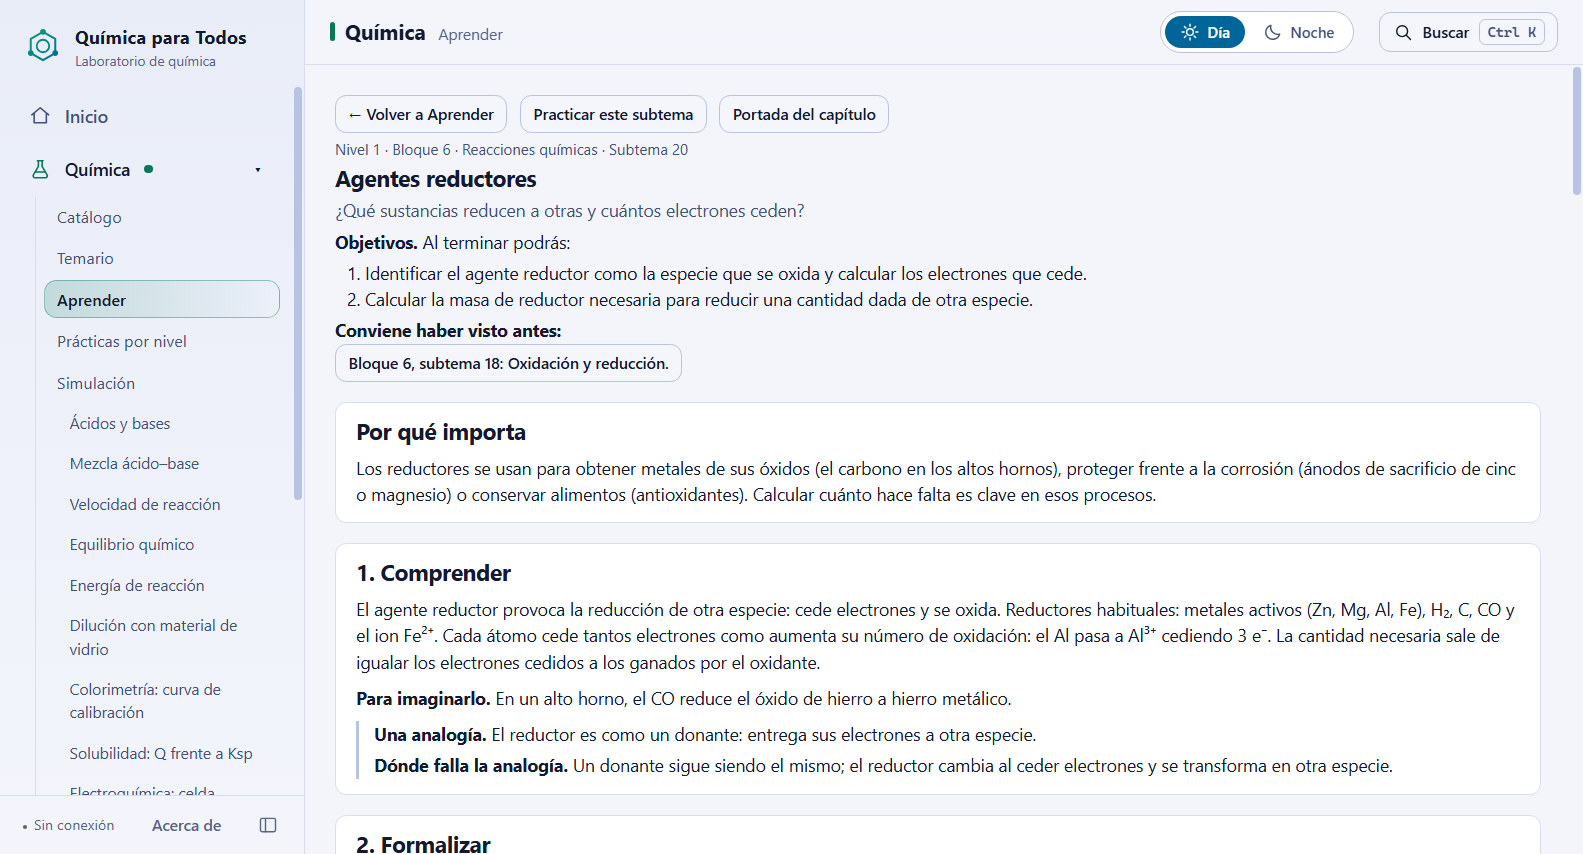 Química para Todos
Laboratorio de química
Inicio
Química
Catálogo
Temario
Aprender
Prácticas por nivel
Simulación
Ácidos y bases
Mezcla ácido–base
Velocidad de reacción
Equilibrio químico
Energía de reacción
Dilución con material de
vidrio
Colorimetría: curva de
calibración
Solubilidad: Q frente a Ksp
Electroquímica: celda
• Sin conexión
Acerca de
Química Aprender
Día
Noche
Buscar Ctrl K
← Volver a Aprender
Practicar este subtema
Portada del capítulo
Nivel 1 · Bloque 6 · Reacciones químicas · Subtema 20
Agentes reductores
¿Qué sustancias reducen a otras y cuántos electrones ceden?
Objetivos. Al terminar podrás:
1. Identificar el agente reductor como la especie que se oxida y calcular los electrones que cede.
2. Calcular la masa de reductor necesaria para reducir una cantidad dada de otra especie.
Conviene haber visto antes:
Bloque 6, subtema 18: Oxidación y reducción.
Por qué importa
Los reductores se usan para obtener metales de sus óxidos (el carbono en los altos hornos), proteger frente a la corrosión (ánodos de sacrificio de cinc
o magnesio) o conservar alimentos (antioxidantes). Calcular cuánto hace falta es clave en esos procesos.
1. Comprender
El agente reductor provoca la reducción de otra especie: cede electrones y se oxida. Reductores habituales: metales activos (Zn, Mg, Al, Fe), H₂, C, CO y
el ion Fe²⁺. Cada átomo cede tantos electrones como aumenta su número de oxidación: el Al pasa a Al³⁺ cediendo 3 e⁻. La cantidad necesaria sale de
igualar los electrones cedidos a los ganados por el oxidante.
Para imaginarlo. En un alto horno, el CO reduce el óxido de hierro a hierro metálico.
Una analogía. El reductor es como un donante: entrega sus electrones a otra especie.
Dónde falla la analogía. Un donante sigue siendo el mismo; el reductor cambia al ceder electrones y se transforma en otra especie.
2. Formalizar